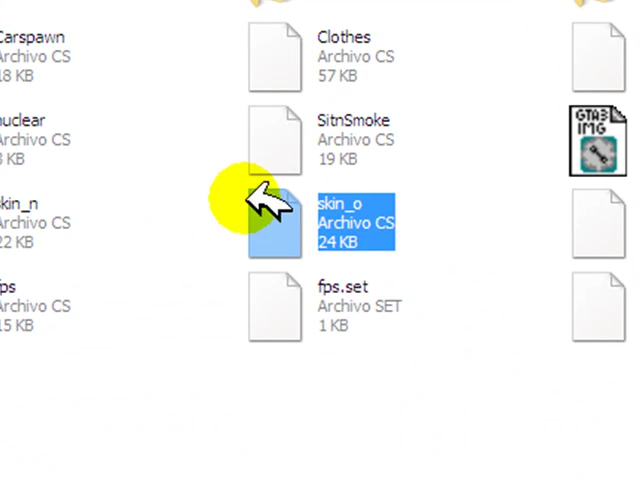 Carspawn
Archivo CS
18 KB
Clothes
Archivo CS
57 KB
nuclear
Archivo CS
KB
SitnSmoke
Archivo CS
19 KB
GTA3
IMG
skin_n
Archivo CS
22 KB
skin_o
Archivo CS
24 KB
fps
Archivo CS
15 KB
fps.set
Archivo SET
1 KB